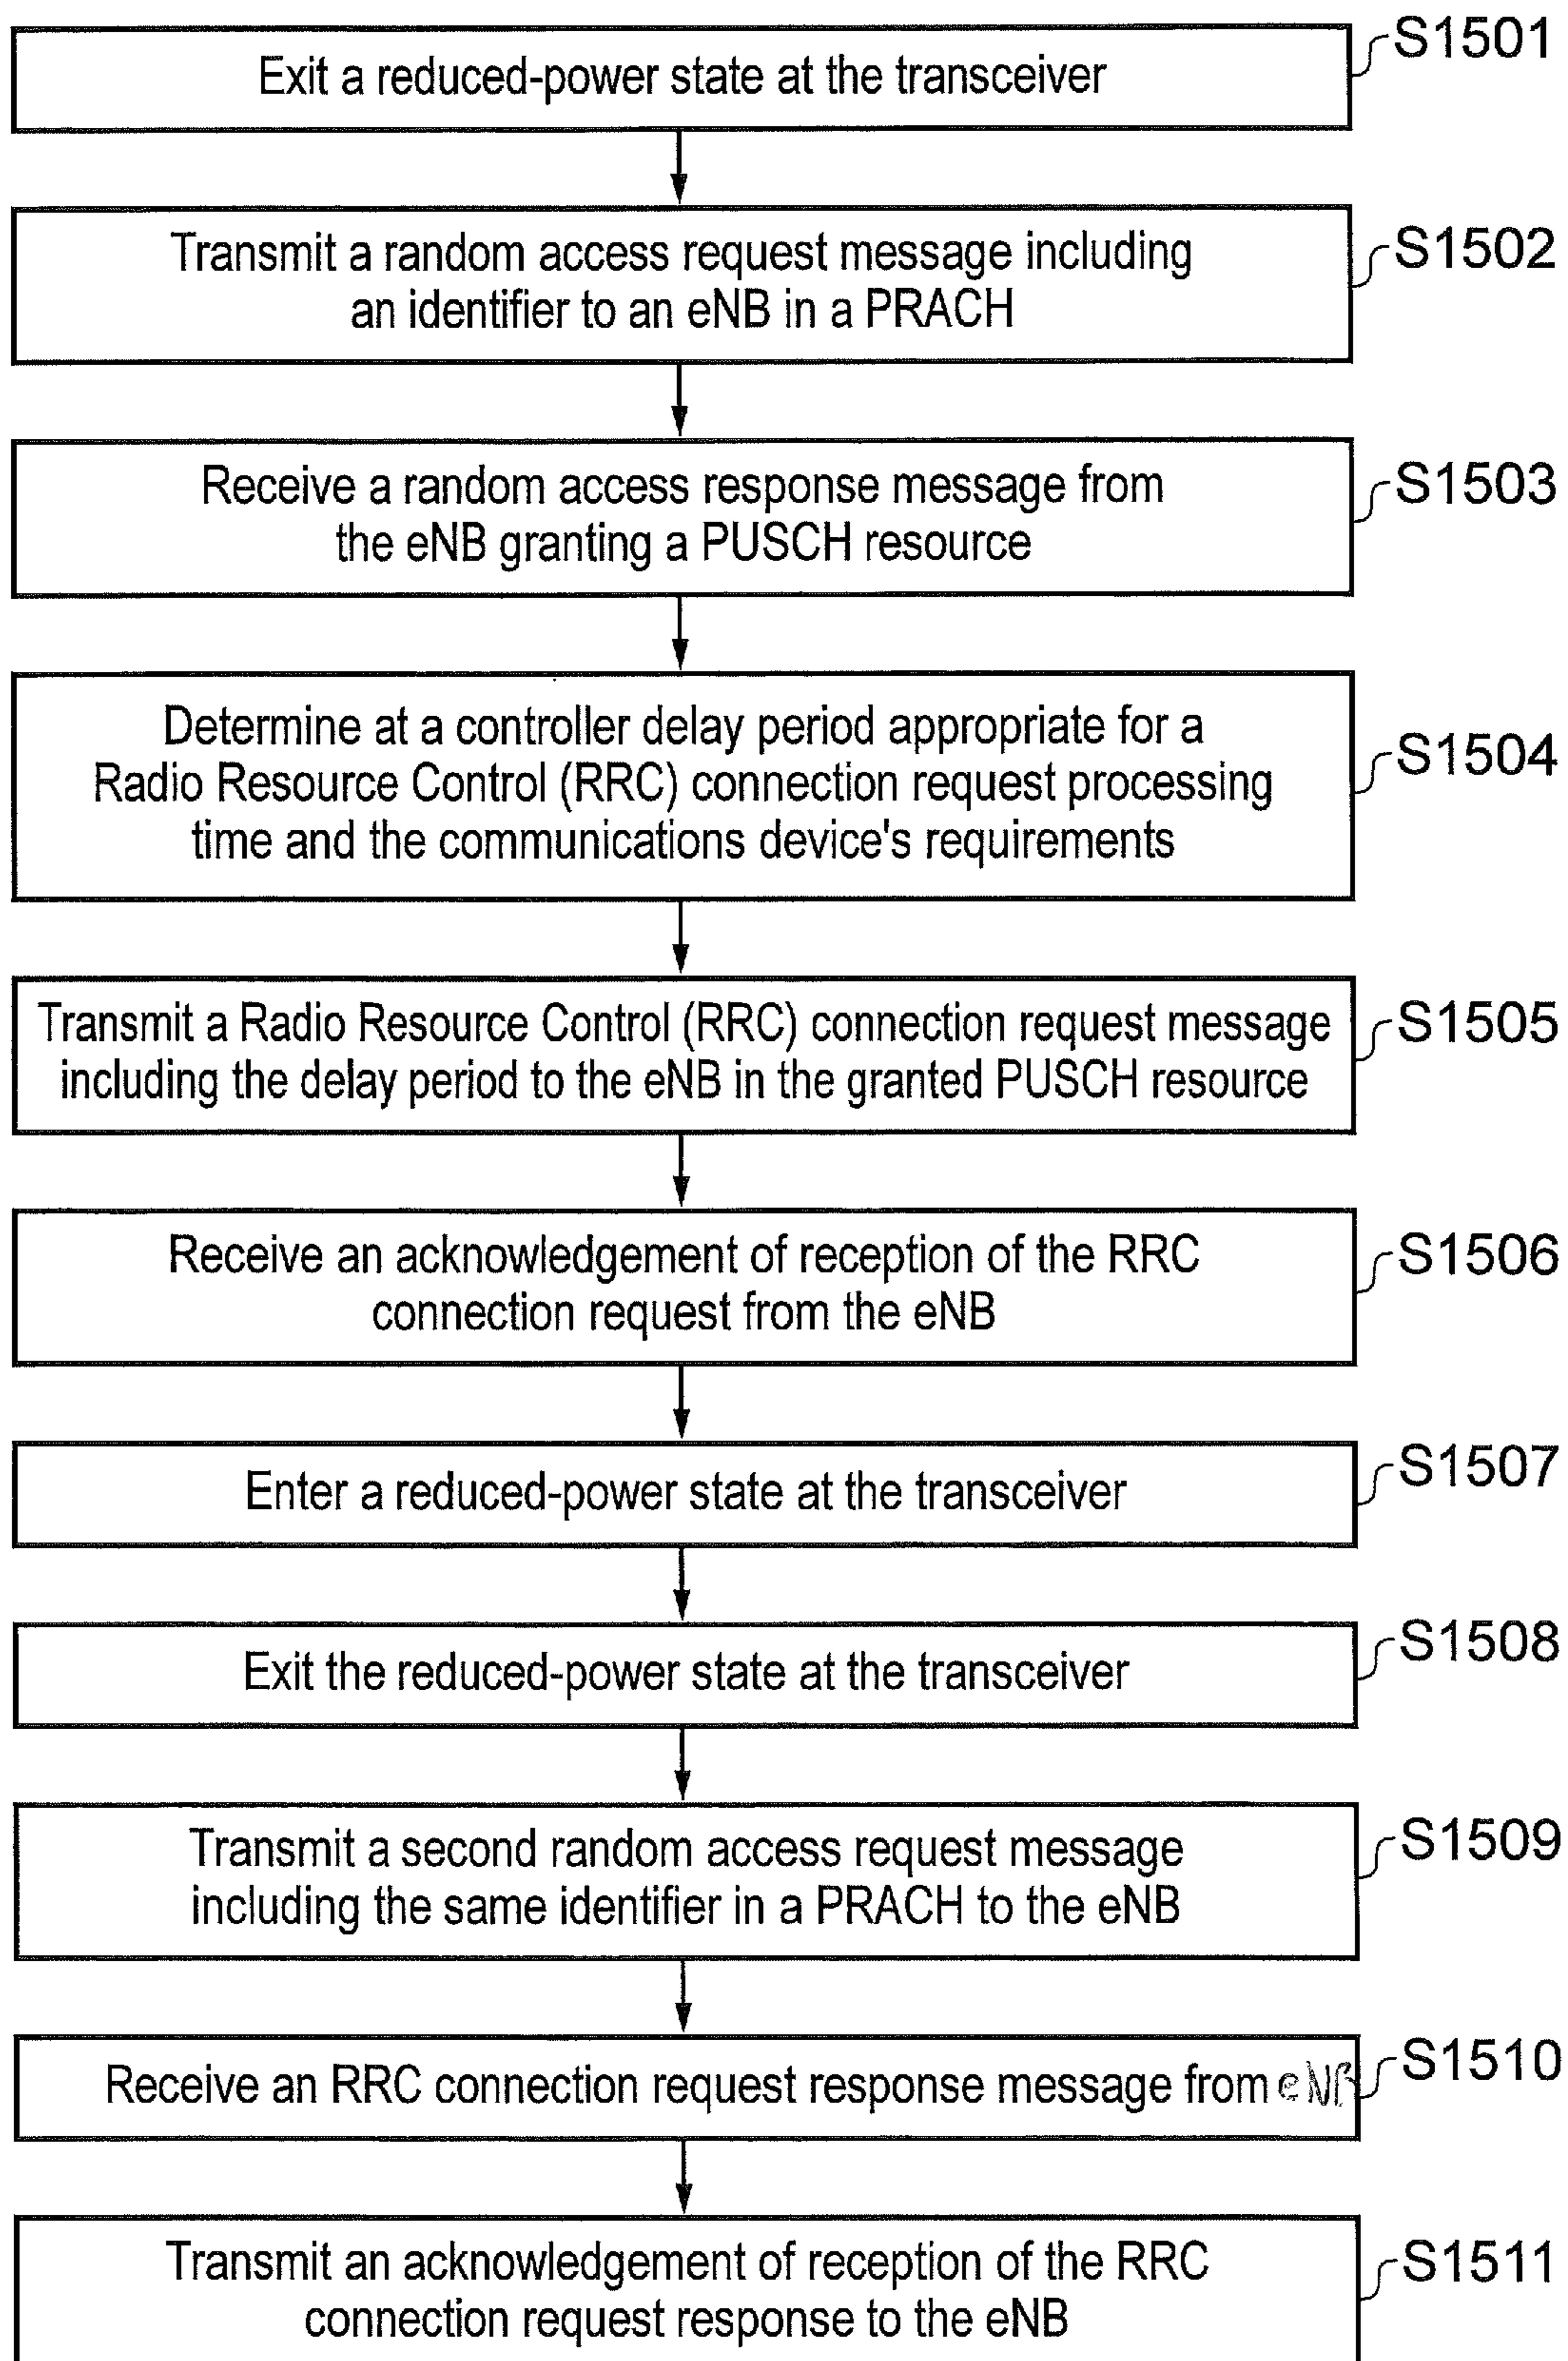 Exit a reduced-power state at the transceiver
S1501
Transmit a random access request message including
an identifier to an eNB in a PRACH
S1502
Receive a random access response message from
the eNB granting a PUSCH resource
S1503
Determine at a controller delay period appropriate for a
Radio Resource Control (RRC) connection request processing
time and the communications device's requirements
S1504
Transmit a Radio Resource Control (RRC) connection request message
including the delay period to the eNB in the granted PUSCH resource
S1505
Receive an acknowledgement of reception of the RRC
connection request from the eNB
S1506
Enter a reduced-power state at the transceiver
S1507
Exit the reduced-power state at the transceiver
S1508
Transmit a second random access request message
including the same identifier in a PRACH to the eNB
S1509
Receive an RRC connection request response message from eNB
S1510
Transmit an acknowledgement of reception of the RRC
connection request response to the eNB
S1511